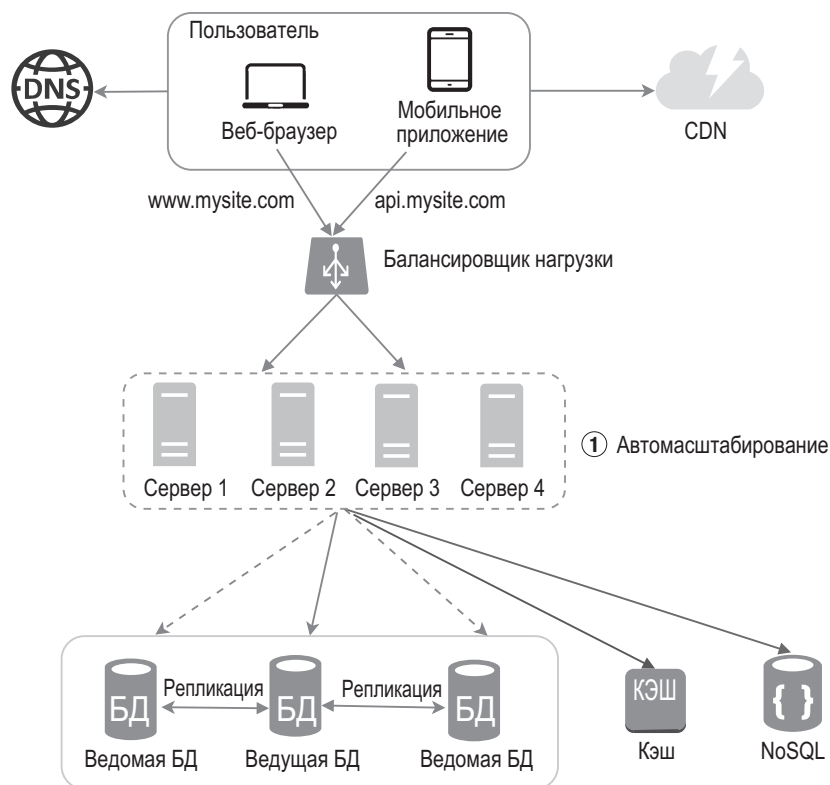 Пользователь
DNS
Веб-браузер
Мобильное
приложение
CDN
www.mysite.com
api.mysite.com
Балансировщик нагрузки
1 Автомасштабирование
Сервер 1
Сервер 2
Сервер 3
Сервер 4
БД
Репликация
БД
Репликация
БД
КЭШ
{ }
Ведомая БД
Ведущая БД
Ведомая БД
Кэш
NoSQL